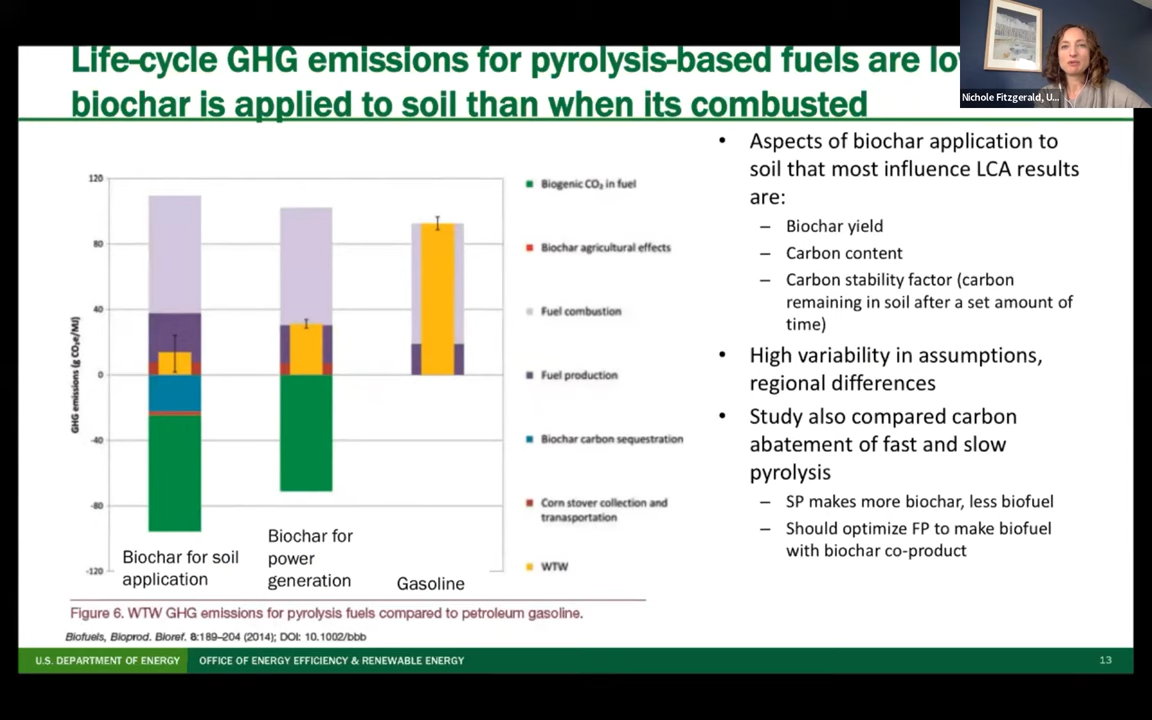 Life-cycle GHG emissions for pyrolysis-based fuels are
biochar is applied to soil than when its combusted
Nichole Fitzgerald, U...
120
80
40
0
-40
-80
-120
GHG emissions (g CO₂e/MJ)
Biochar for soil
application
Biochar for
power
generation
Gasoline
Biogenic CO₂ in fuel
Biochar agricultural effects
Fuel combustion
Fuel production
Biochar carbon sequestration
Corn stover collection and
tranasportation
WTW
Figure 6. WTW GHG emissions for pyrolysis fuels compared to petroleum gasoline.
Biofuels, Bioprod. Bioref. 8:189–204 (2014); DOI: 10.1002/bbb
• Aspects of biochar application to
soil that most influence LCA results
are:
– Biochar yield
– Carbon content
– Carbon stability factor (carbon
remaining in soil after a set amount of
time)
• High variability in assumptions,
regional differences
• Study also compared carbon
abatement of fast and slow
pyrolysis
– SP makes more biochar, less biofuel
– Should optimize FP to make biofuel
with biochar co-product
U.S. DEPARTMENT OF ENERGY OFFICE OF ENERGY EFFICIENCY & RENEWABLE ENERGY
13